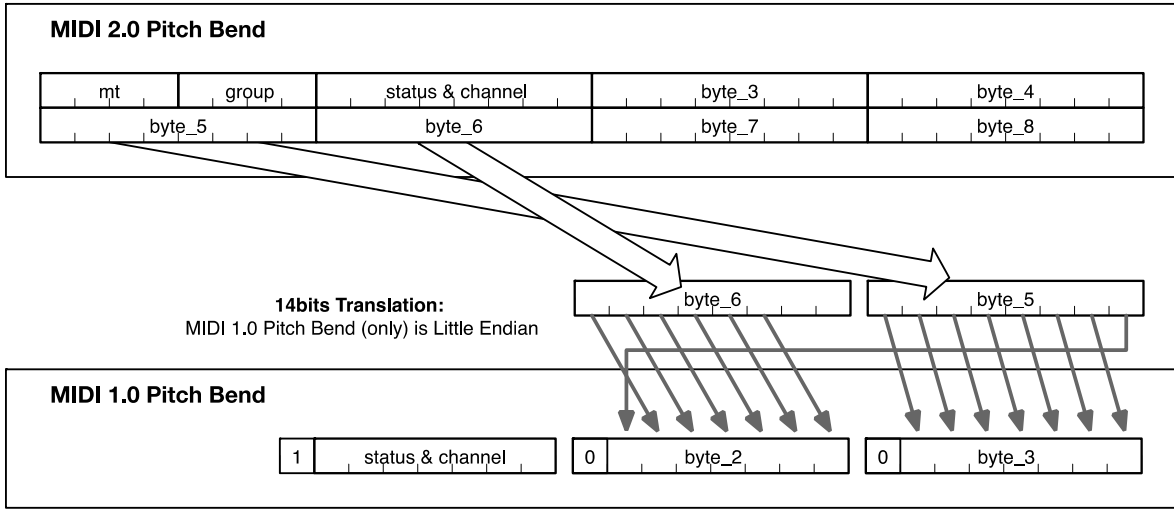 MIDI 2.0 Pitch Bend
mt group status & channel byte_3 byte_4
byte_5 byte_6 byte_7 byte_8
14bits Translation:
MIDI 1.0 Pitch Bend (only) is Little Endian
byte_6 byte_5
MIDI 1.0 Pitch Bend
1 status & channel 0 byte_2 0 byte_3